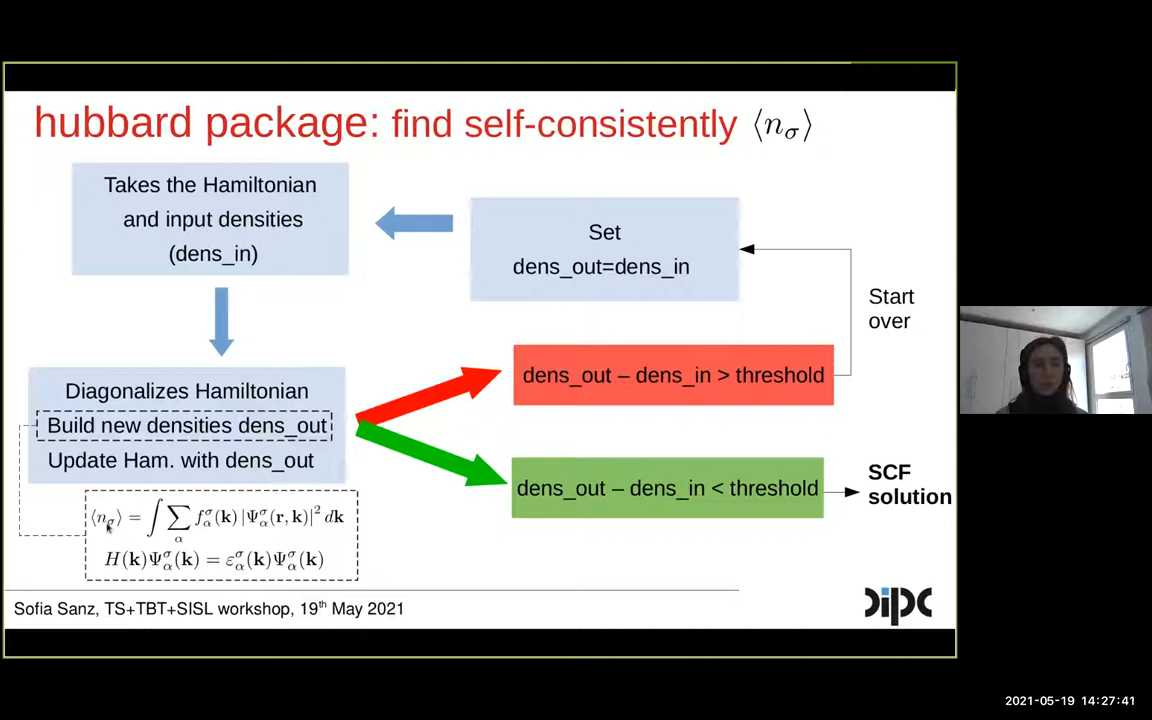 hubbard package: find self-consistently ⟨n_σ⟩
Takes the Hamiltonian
and input densities
(dens_in)
Set
dens_out=dens_in
Start
over
dens_out – dens_in > threshold
Diagonalizes Hamiltonian
Build new densities dens_out
Update Ham. with dens_out
dens_out – dens_in < threshold
SCF
solution
⟨n_σ⟩ = ∫ ∑_α f_α^σ(k) |Ψ_α^σ(r, k)|² dk
H(k)Ψ_α^σ(k) = ε_α^σ(k)Ψ_α^σ(k)
Sofia Sanz, TS+TBT+SISL workshop, 19th May 2021
dipc
2021-05-19 14:27:41